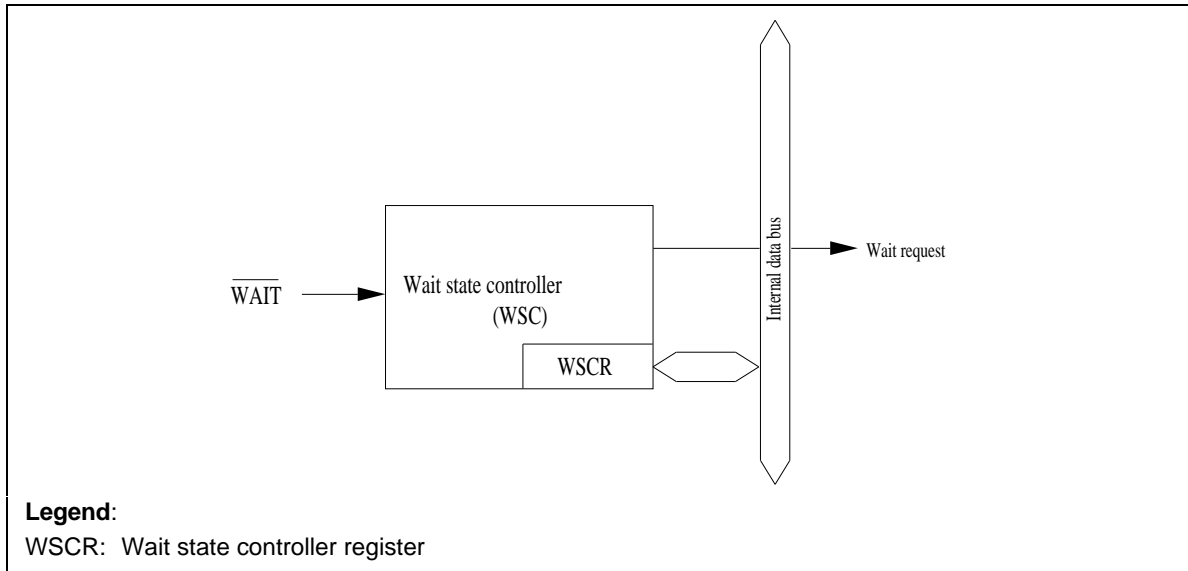 WAIT
Wait state controller
(WSC)
WSCR
Internal data bus
Wait request
Legend:
WSCR: Wait state controller register